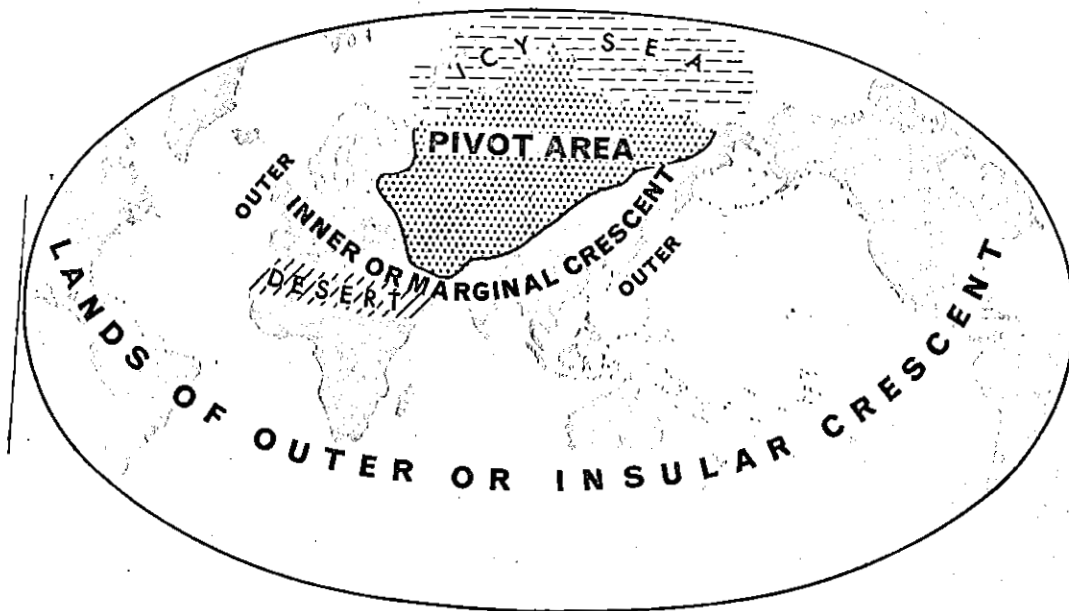 ICY SEA
PIVOT AREA
OUTER
INNER OR MARGINAL CRESCENT
OUTER
DESERT
LANDS OF OUTER OR INSULAR CRESCENT